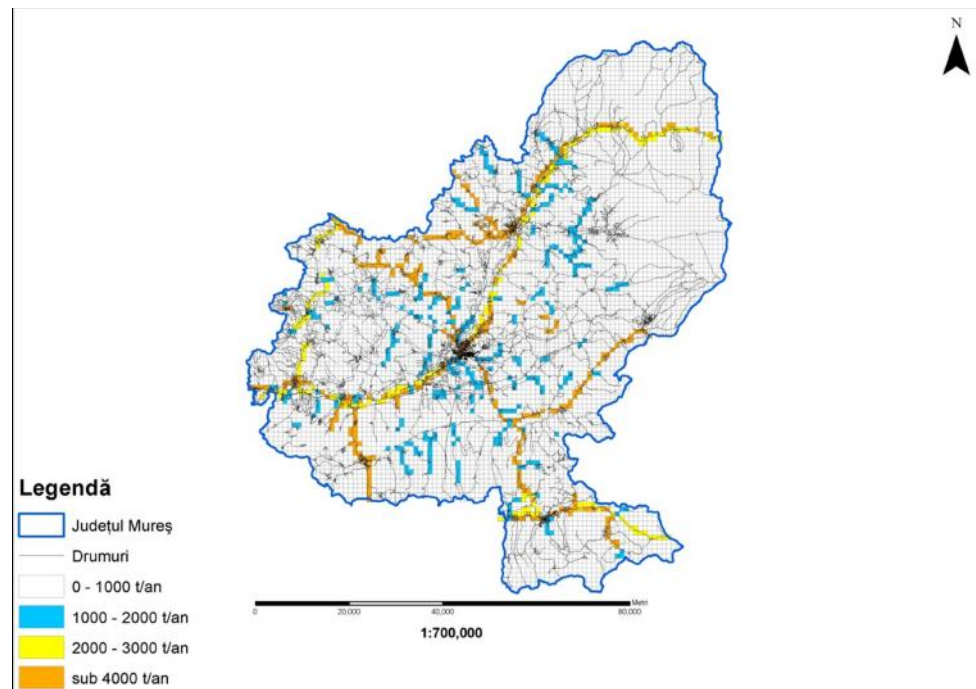 N
Legendă
Județul Mureș
Drumuri
0 - 1000 t/an
1000 - 2000 t/an
2000 - 3000 t/an
sub 4000 t/an
Metri
0 20,000 40,000 80,000
1:700,000